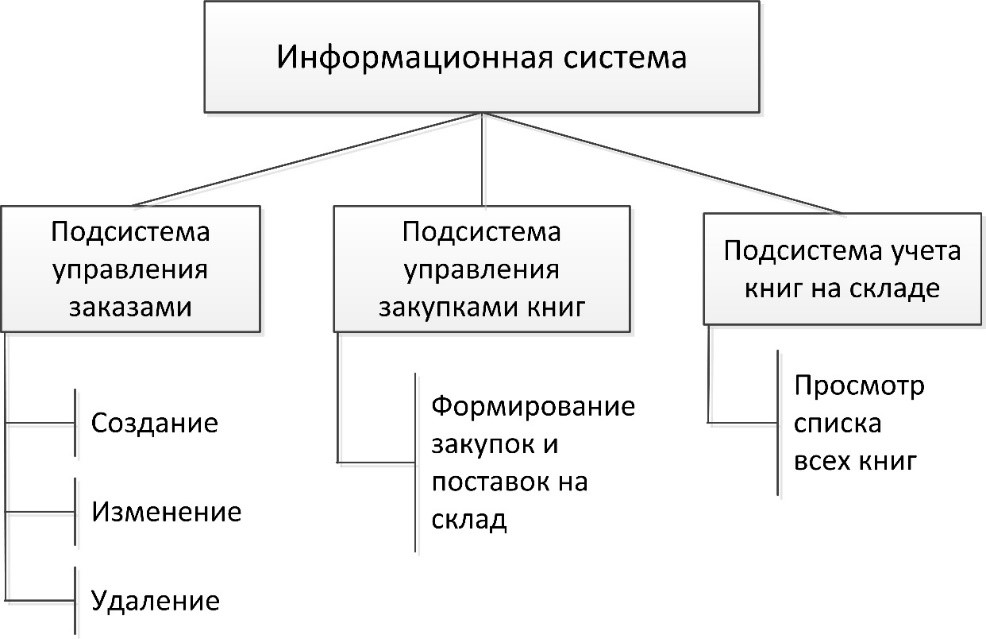 Информационная система
Подсистема
управления
заказами
Создание
Изменение
Удаление
Подсистема
управления
закупками книг
Формирование
закупок и
поставок на
склад
Подсистема учета
книг на складе
Просмотр
списка
всех книг